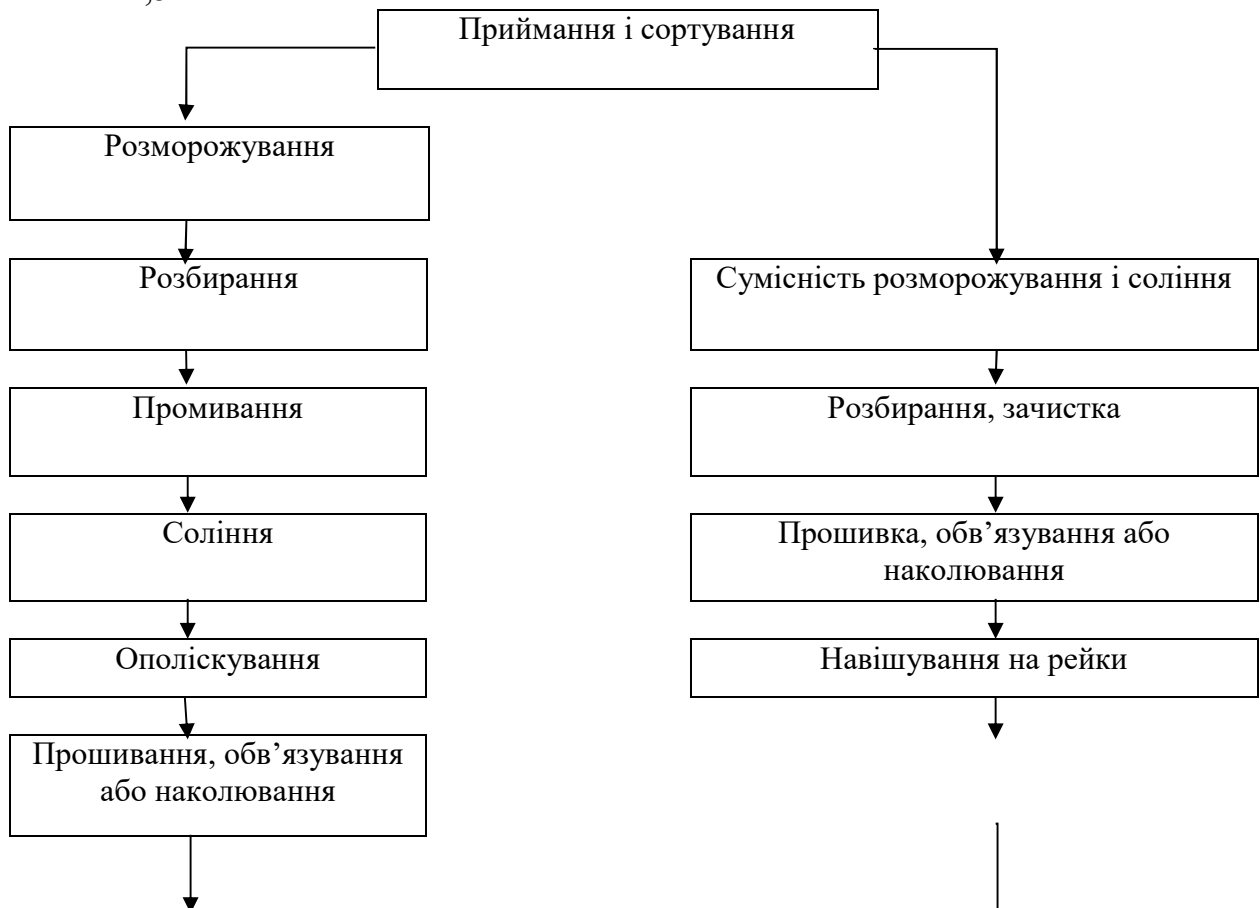 Приймання і сортування
Розморожування
Розбирання
Промивання
Соління
Ополіскування
Прошивання, обв’язування
або наколювання
Сумісність розморожування і соління
Розбирання, зачистка
Прошивка, обв’язування або
наколювання
Навішування на рейки